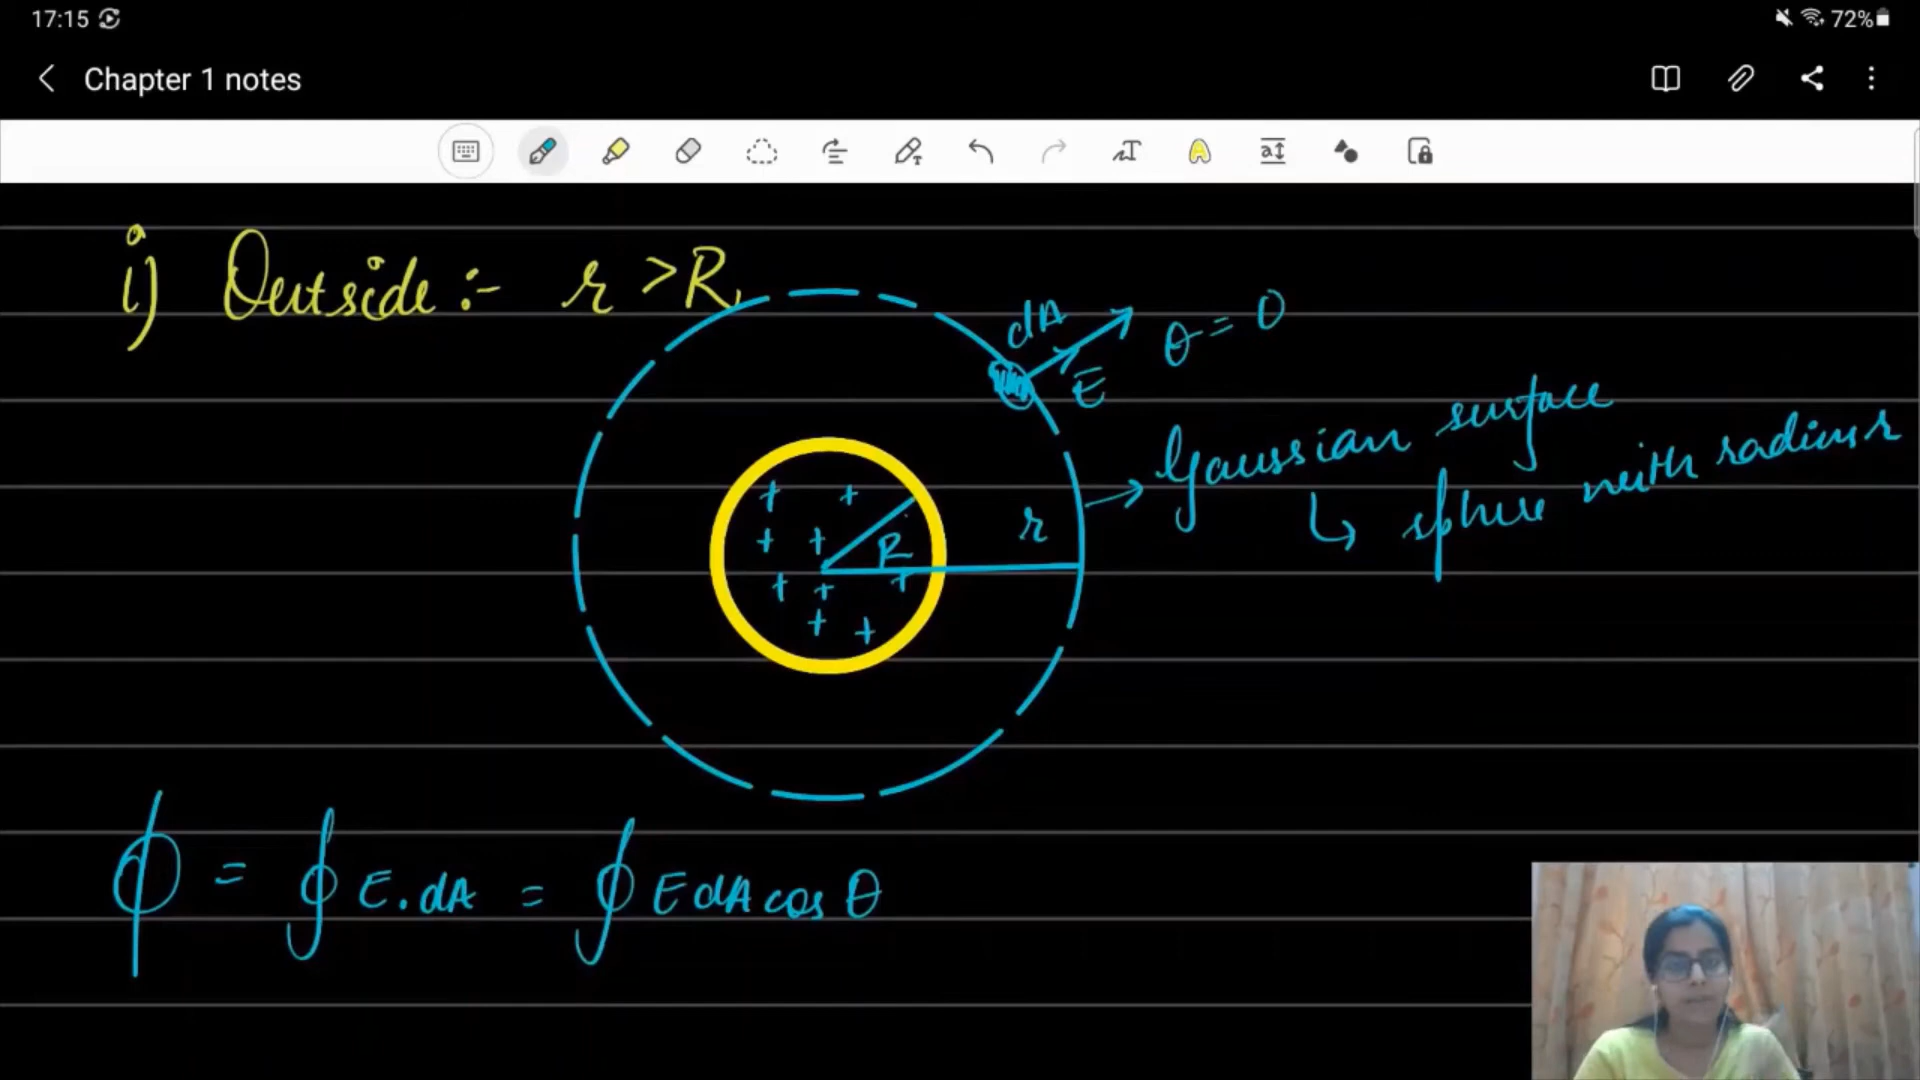 17:15
72%
Chapter 1 notes
i) Outside :- r > R
dA
E
θ = 0
Gaussian surface
↳ sphere with radius r
r
R
+ + + + + + + + +
ϕ = ∮ E.dA = ∮ E dA cos θ